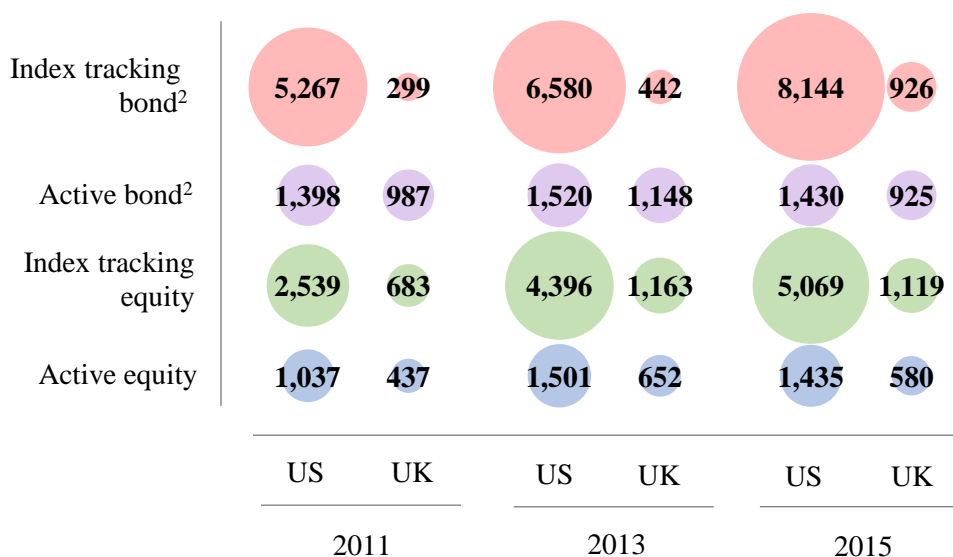 Index tracking
bond²
5,267 299 6,580 442 8,144 926
Active bond²
1,398 987 1,520 1,148 1,430 925
Index tracking
equity
2,539 683 4,396 1,163 5,069 1,119
Active equity
1,037 437 1,501 652 1,435 580
US UK US UK US UK
2011 2013 2015